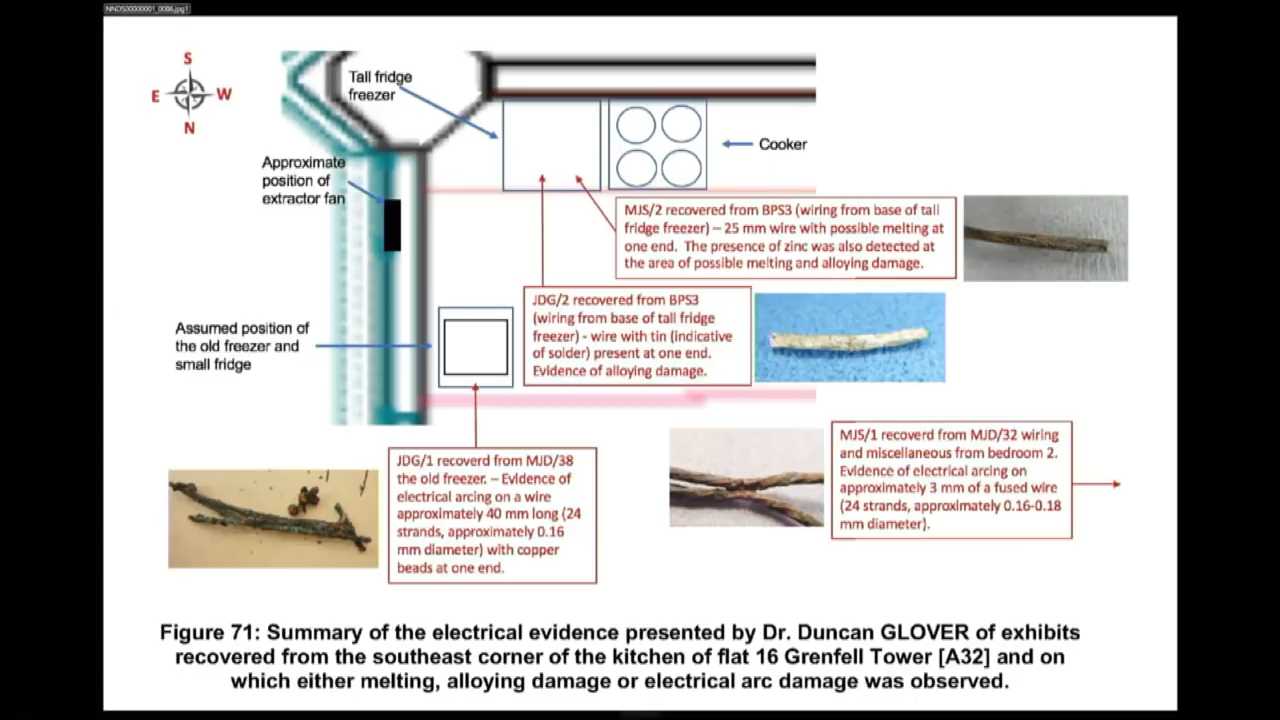 NND50000001_0086.jpg1
S
E
W
N
Tall fridge
freezer
Cooker
Approximate
position of
extractor fan
MJS/2 recovered from BPS3 (wiring from base of tall
fridge freezer) – 25 mm wire with possible melting at
one end. The presence of zinc was also detected at
the area of possible melting and alloying damage.
JDG/2 recovered from BPS3
(wiring from base of tall fridge
freezer) - wire with tin (indicative
of solder) present at one end.
Evidence of alloying damage.
Assumed position of
the old freezer and
small fridge
JDG/1 recoverd from MJD/38
the old freezer. – Evidence of
electrical arcing on a wire
approximately 40 mm long (24
strands, approximately 0.16
mm diameter) with copper
beads at one end.
MJS/1 recoverd from MJD/32 wiring
and miscellaneous from bedroom 2.
Evidence of electrical arcing on
approximately 3 mm of a fused wire
(24 strands, approximately 0.16-0.18
mm diameter).
Figure 71: Summary of the electrical evidence presented by Dr. Duncan GLOVER of exhibits
recovered from the southeast corner of the kitchen of flat 16 Grenfell Tower [A32] and on
which either melting, alloying damage or electrical arc damage was observed.